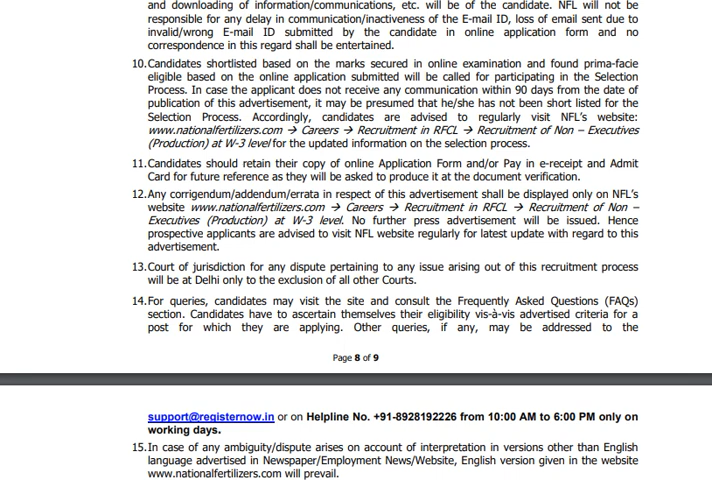 and downloading of information/communications, etc. will be of the candidate. NFL will not be
responsible for any delay in communication/inactiveness of the E-mail ID, loss of email sent due to
invalid/wrong E-mail ID submitted by the candidate in online application form and no
correspondence in this regard shall be entertained.
10.Candidates shortlisted based on the marks secured in online examination and found prima-facie
eligible based on the online application submitted will be called for participating in the Selection
Process. In case the applicant does not receive any communication within 90 days from the date of
publication of this advertisement, it may be presumed that he/she has not been short listed for the
Selection Process. Accordingly, candidates are advised to regularly visit NFL's website:
www.nationalfertilizers.com → Careers → Recruitment in RFCL → Recruitment of Non – Executives
(Production) at W-3 level for the updated information on the selection process.
11.Candidates should retain their copy of online Application Form and/or Pay in e-receipt and Admit
Card for future reference as they will be asked to produce it at the document verification.
12.Any corrigendum/addendum/errata in respect of this advertisement shall be displayed only on NFL's
website www.nationalfertilizers.com → Careers → Recruitment in RFCL → Recruitment of Non –
Executives (Production) at W-3 level. No further press advertisement will be issued. Hence
prospective applicants are advised to visit NFL website regularly for latest update with regard to this
advertisement.
13.Court of jurisdiction for any dispute pertaining to any issue arising out of this recruitment process
will be at Delhi only to the exclusion of all other Courts.
14.For queries, candidates may visit the site and consult the Frequently Asked Questions (FAQs)
section. Candidates have to ascertain themselves their eligibility vis-à-vis advertised criteria for a
post for which they are applying. Other queries, if any, may be addressed to the
Page 8 of 9
support@registernow.in or on Helpline No. +91-8928192226 from 10:00 AM to 6:00 PM only on
working days.
15.In case of any ambiguity/dispute arises on account of interpretation in versions other than English
language advertised in Newspaper/Employment News/Website, English version given in the website
www.nationalfertilizers.com will prevail.